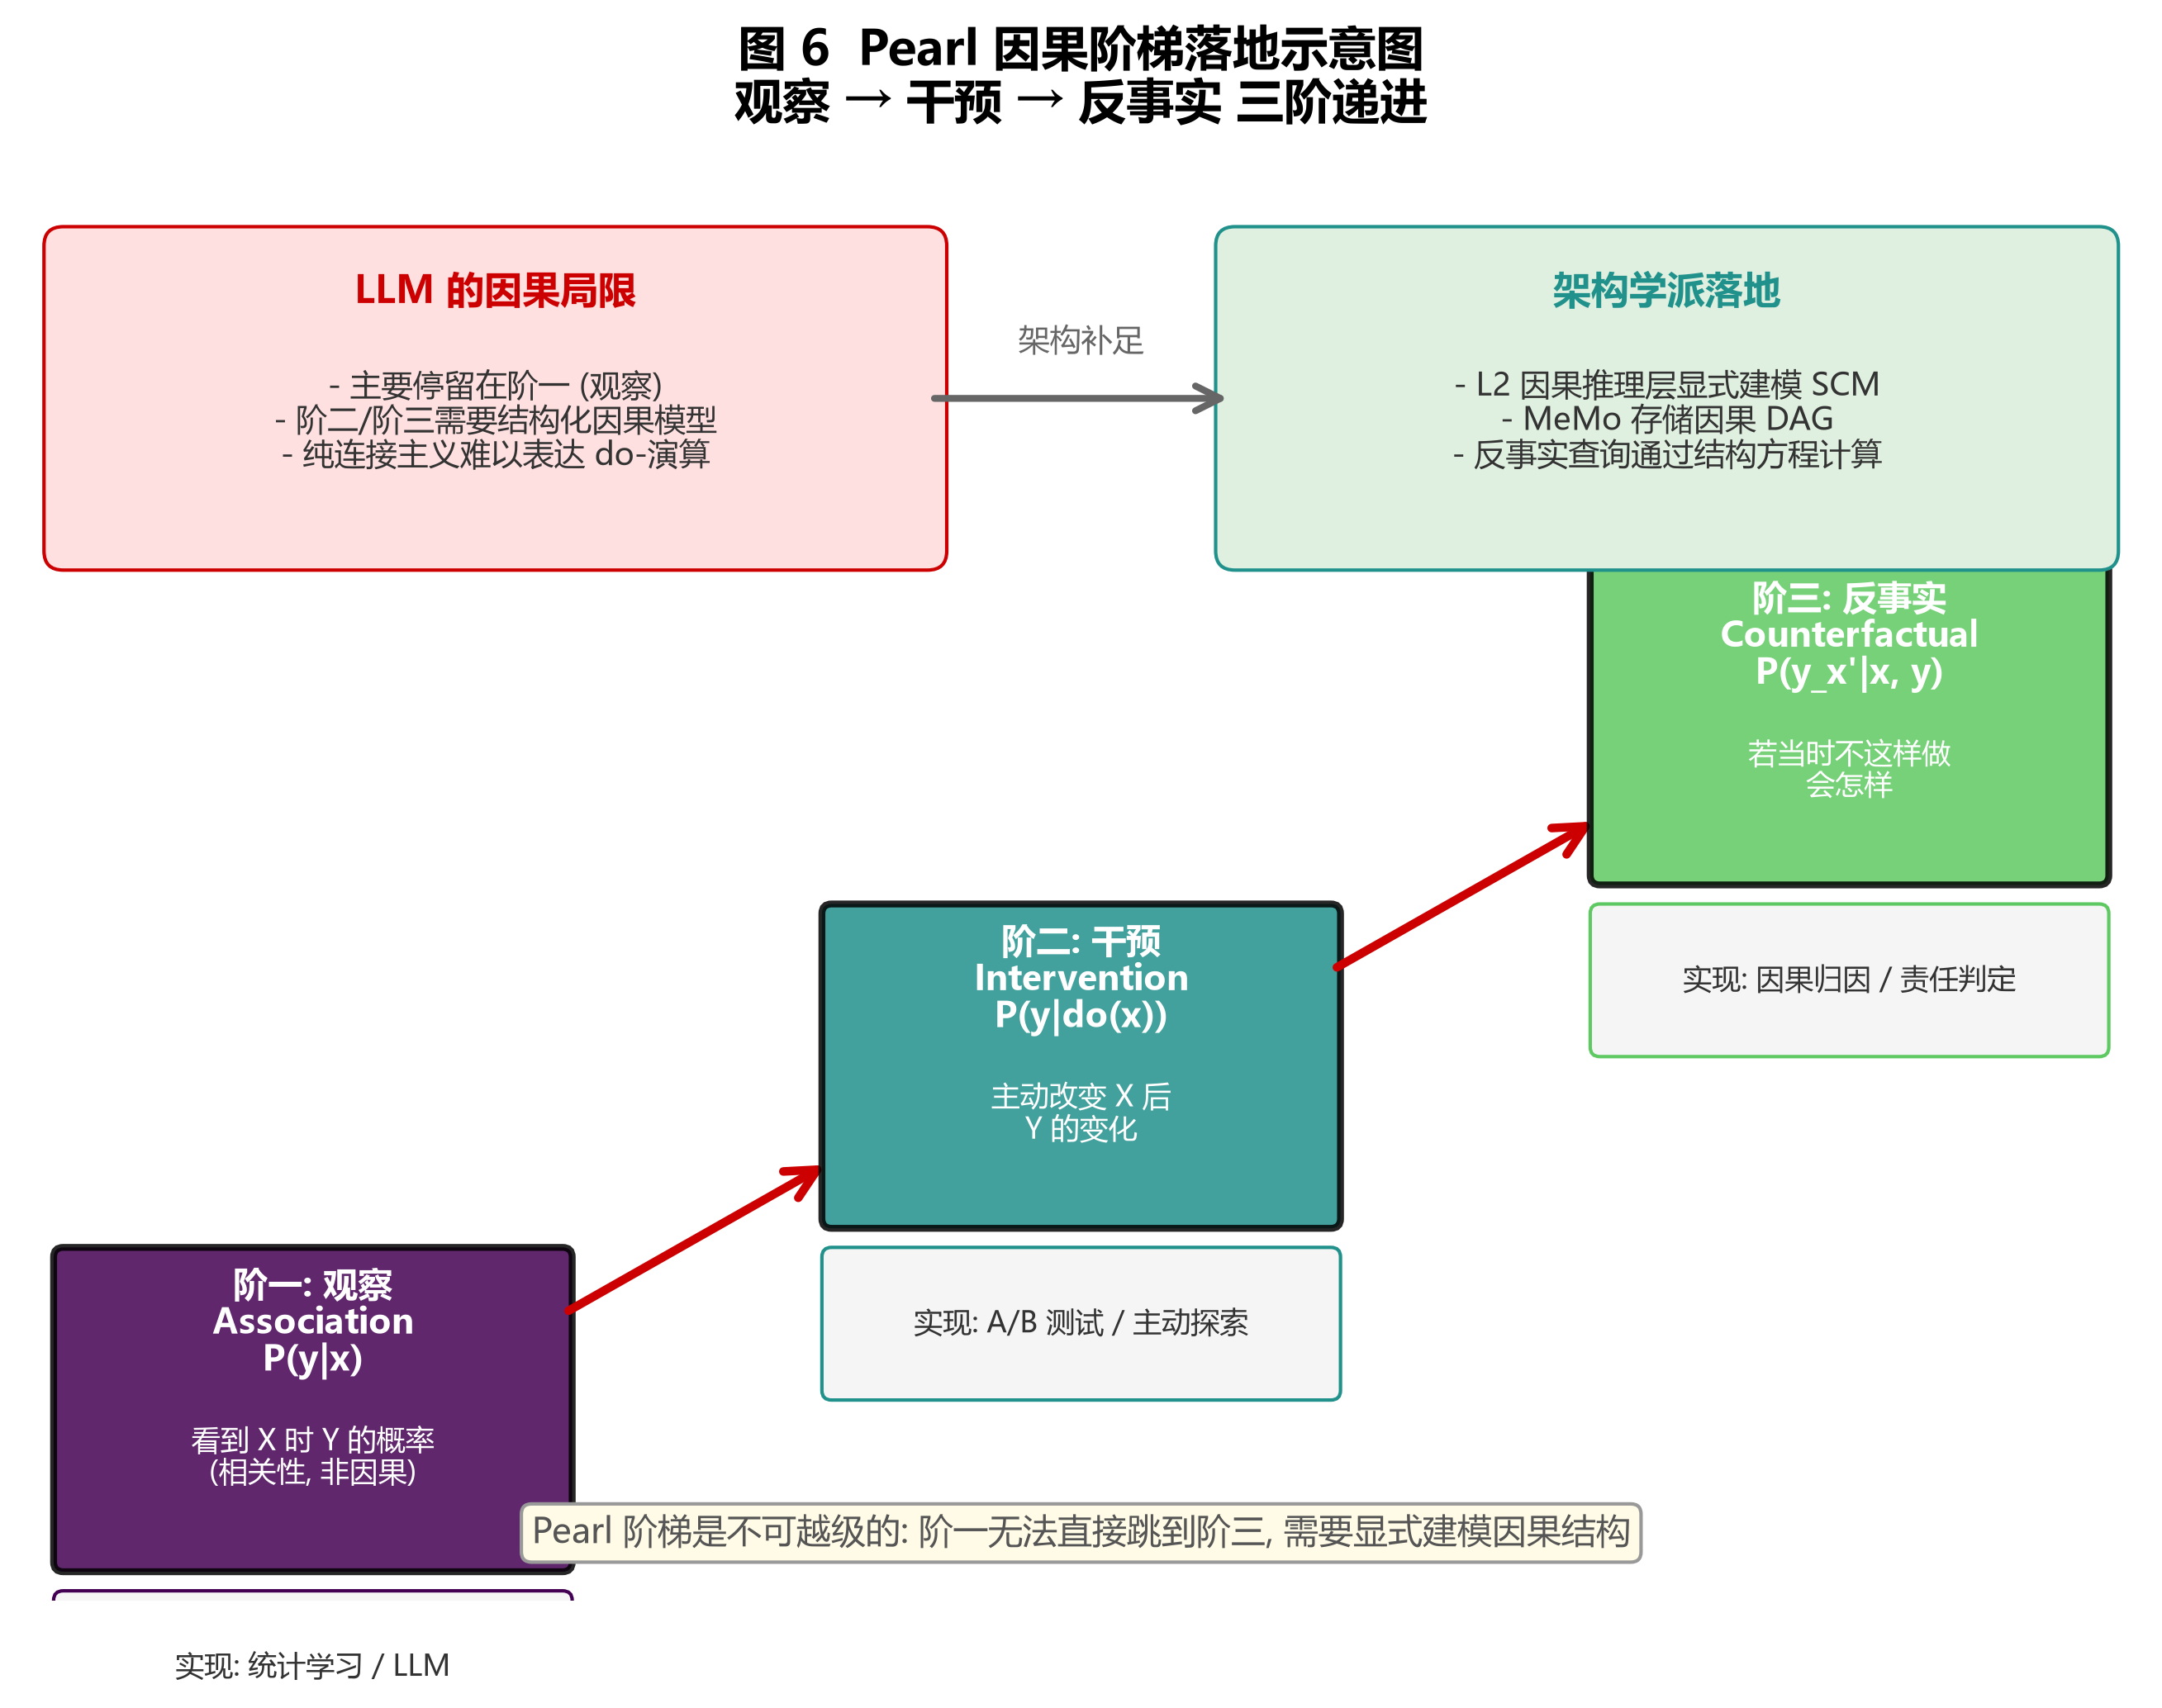 图 6 Pearl 因果阶梯落地示意图
观察 → 干预 → 反事实 三阶递进
LLM 的因果局限
- 主要停留在阶一 (观察)
- 阶二/阶三需要结构化因果模型
- 纯连接主义难以表达 do-演算
架构补足
架构学派落地
- L2 因果推理层显式建模 SCM
- MeMo 存储因果 DAG
- 反事实查询通过结构方程计算
阶三: 反事实
Counterfactual
P(y_x'|x, y)
若当时不这样做
会怎样
实现: 因果归因 / 责任判定
阶二: 干预
Intervention
P(y|do(x))
主动改变 X 后
Y 的变化
实现: A/B 测试 / 主动探索
阶一: 观察
Association
P(y|x)
看到 X 时 Y 的概率
(相关性, 非因果)
Pearl 阶梯是不可越级的: 阶一无法直接跳到阶三, 需要显式建模因果结构
实现: 统计学习 / LLM